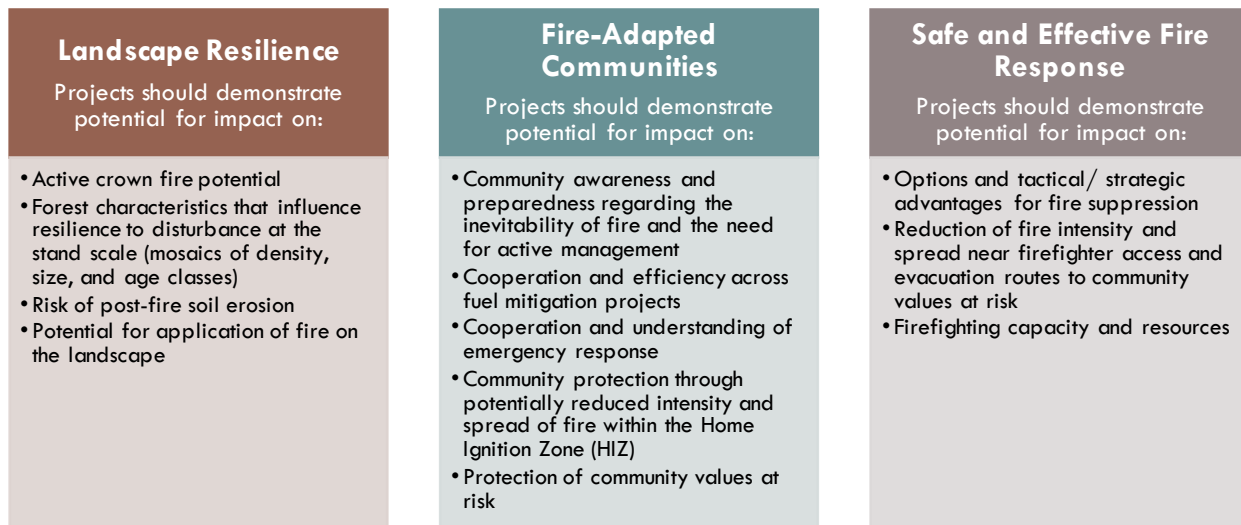 Landscape Resilience
Projects should demonstrate
potential for impact on:
• Active crown fire potential
• Forest characteristics that influence
resilience to disturbance at the
stand scale (mosaics of density,
size, and age classes)
• Risk of post-fire soil erosion
• Potential for application of fire on
the landscape
Fire-Adapted
Communities
Projects should demonstrate
potential for impact on:
• Community awareness and
preparedness regarding the
inevitability of fire and the need
for active management
• Cooperation and efficiency across
fuel mitigation projects
• Cooperation and understanding of
emergency response
• Community protection through
potentially reduced intensity and
spread of fire within the Home
Ignition Zone (HIZ)
• Protection of community values at
risk
Safe and Effective Fire
Response
Projects should demonstrate
potential for impact on:
• Options and tactical/ strategic
advantages for fire suppression
• Reduction of fire intensity and
spread near firefighter access and
evacuation routes to community
values at risk
• Firefighting capacity and resources